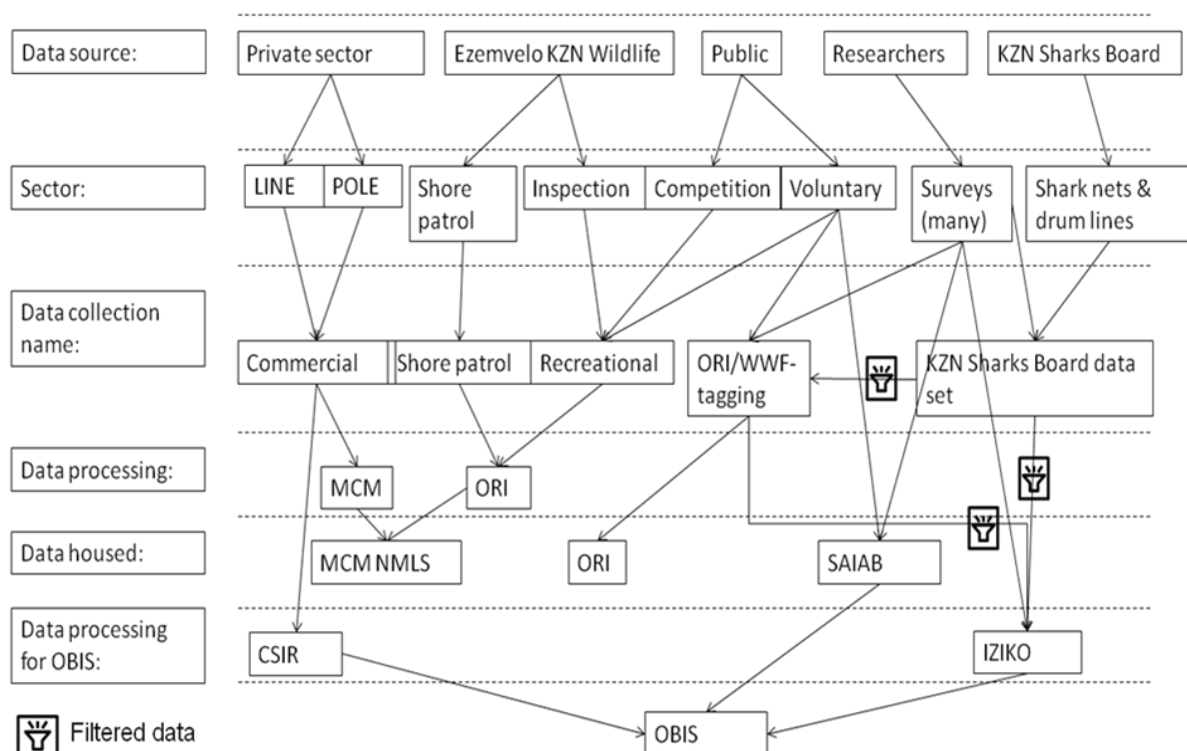 Data source:
Private sector
Ezemvelo KZN Wildlife
Public
Researchers
KZN Sharks Board
Sector:
LINE
POLE
Shore
patrol
Inspection
Competition
Voluntary
Surveys
(many)
Shark nets &
drum lines
Data collection
name:
Commercial
Shore patrol
Recreational
ORI/WWF-
tagging
KZN Sharks Board data
set
Data processing:
MCM
ORI
Data housed:
MCM NMLS
ORI
SAIAB
Data processing
for OBIS:
CSIR
IZIKO
Filtered data
OBIS